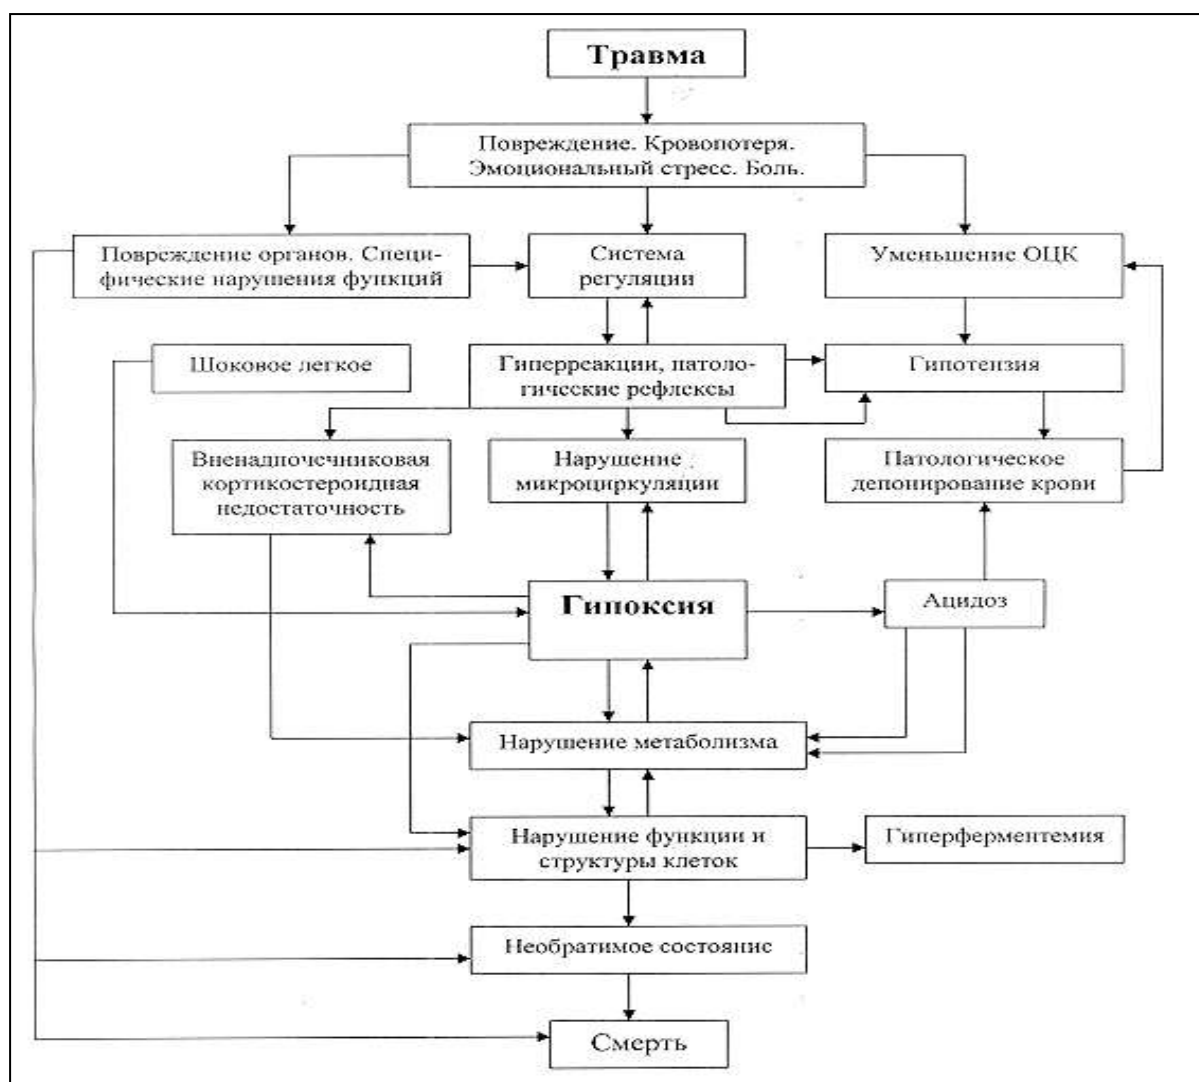 Травма
Повреждение. Кровопотеря.
Эмоциональный стресс. Боль.
Повреждение органов. Специ-
фические нарушения функций
Система
регуляции
Уменьшение ОЦК
Шоковое легкое
Гиперреакции, пато-
логические рефлексы
Гипотензия
Вненадпочечниковая
кортикостероидная
недостаточность
Нарушение
микроциркуляции
Патологическое
депонирование крови
Гипоксия
Ацидоз
Нарушение метаболизма
Нарушение функции и
структуры клеток
Гиперферментемия
Необратимое состояние
Смерть